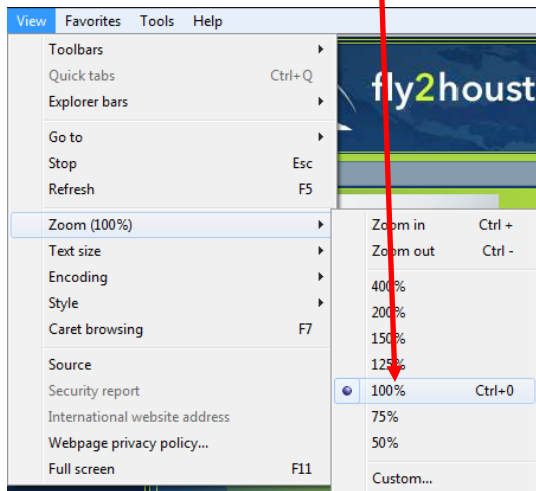 View Favorites Tools Help
Toolbars
Quick tabs Ctrl+Q
Explorer bars
fly2houst
Go to
Stop Esc
Refresh F5
Zoom (100%)
Text size
Encoding
Style
Caret browsing F7
Source
Security report
International website address
Webpage privacy policy...
Full screen F11
Zoom in Ctrl +
Zoom out Ctrl -
400%
200%
150%
125%
100% Ctrl+0
75%
50%
Custom...